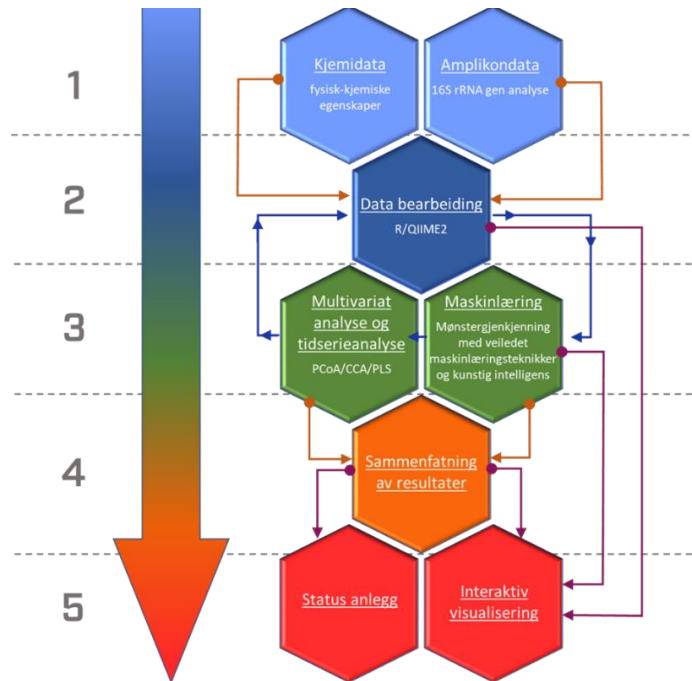 1
Kjemidata
fysisk-kjemiske
egenskaper
Amplikondata
16S rRNA gen analyse
2
Data bearbeiding
R/QIIME2
3
Multivariat
analyse og
tidserieanalyse
PCoA/CCA/PLS
Maskinlæring
Mønstergjenkjenning
med veiledet
maskinlæringsteknikker
og kunstig intelligens
4
Sammenfatning
av resultater
5
Status anlegg
Interaktiv
visualisering